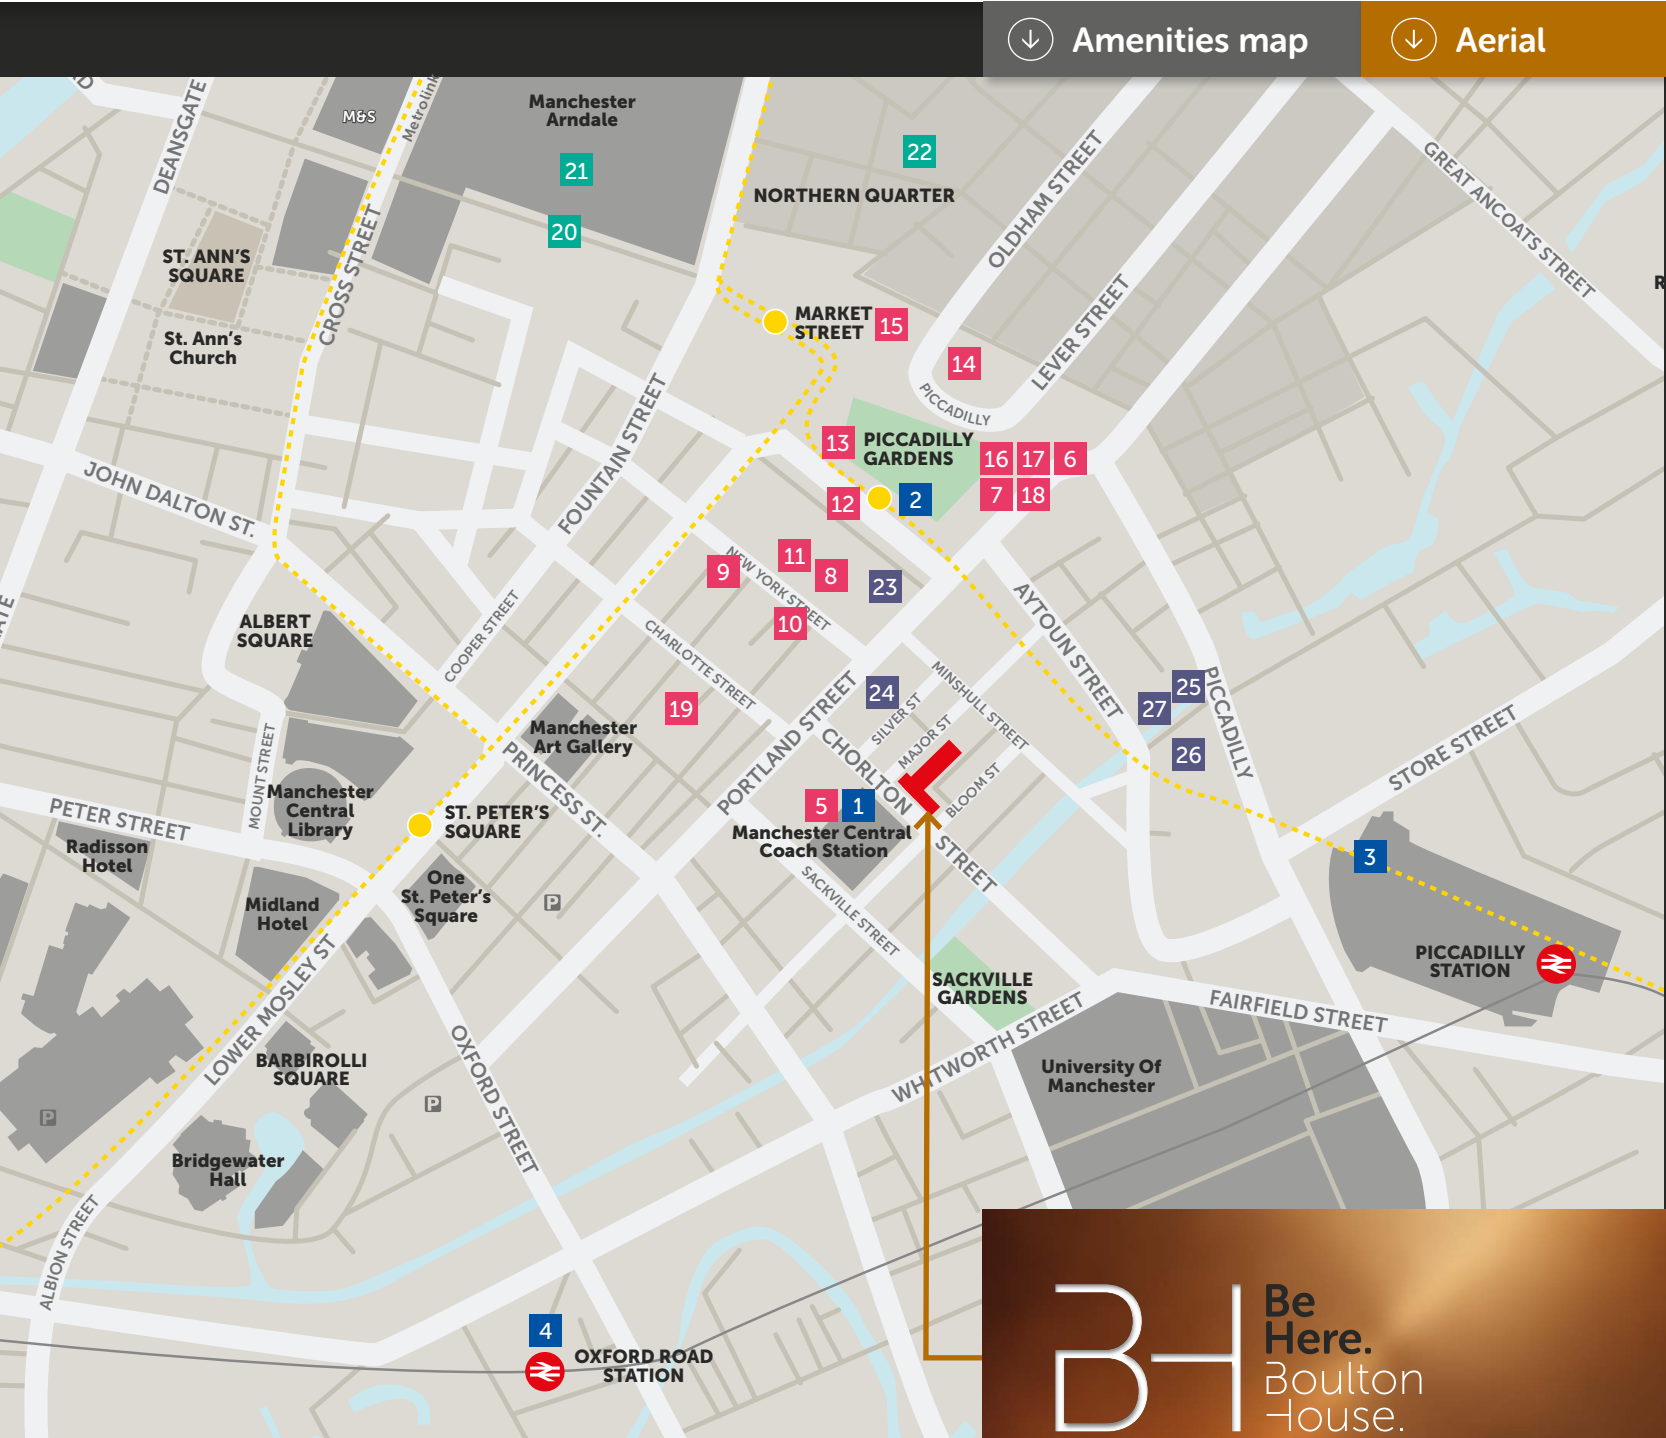 Amenities map
Aerial
DEANSGATE
M&S
Metrolink
Manchester
Arndale
21
20
22
NORTHERN QUARTER
OLDHAM STREET
GREAT ANCOATS STREET
ST. ANN'S
SQUARE
CROSS STREET
St. Ann's
Church
MARKET
STREET
15
14
LEVER STREET
PICCADILLY
FOUNTAIN STREET
13
PICCADILLY
GARDENS
16
17
6
7
18
12
2
JOHN DALTON ST.
NEW YORK STREET
11
9
8
23
10
ALBERT
SQUARE
COOPER STREET
CHARLOTTE STREET
AYTOUN STREET
MINSHULL STREET
24
19
25
27
26
PICCADILLY
STORE STREET
SILVER ST
MAJOR ST
BLOOM ST
PORTLAND STREET
CHORLTON
STREET
Manchester
Art Gallery
PRINCESS ST.
MOUNT STREET
Manchester
Central
Library
PETER STREET
Radisson
Hotel
ST. PETER'S
SQUARE
5
1
Manchester Central
Coach Station
3
SACKVILLE STREET
One
St. Peter's
Square
P
Midland
Hotel
PICCADILLY
STATION
SACKVILLE
GARDENS
LOWER MOSLEY ST
FAIRFIELD STREET
WHITWORTH STREET
OXFORD STREET
BARBIROLLI
SQUARE
University Of
Manchester
P
P
Bridgewater
Hall
ALBION STREET
4
OXFORD ROAD
STATION
BH
Be
Here.
Boulton
House.